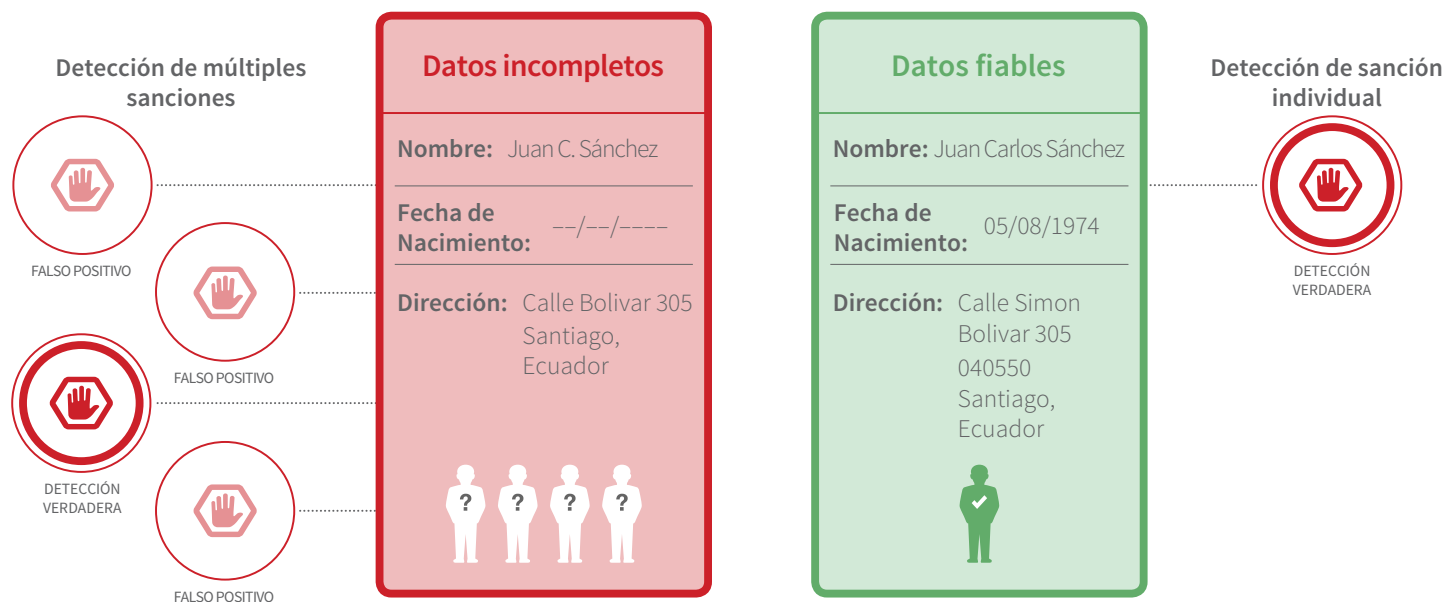 Detección de múltiples
sanciones
FALSO POSITIVO
FALSO POSITIVO
DETECCIÓN
VERDADERA
FALSO POSITIVO
Datos incompletos
Nombre: Juan C. Sánchez
Fecha de
Nacimiento: --/--/----
Dirección: Calle Bolivar 305
Santiago,
Ecuador
? ? ? ?
Datos fiables
Nombre: Juan Carlos Sánchez
Fecha de
Nacimiento: 05/08/1974
Dirección: Calle Simon
Bolivar 305
040550
Santiago,
Ecuador
Detección de sanción
individual
DETECCIÓN
VERDADERA